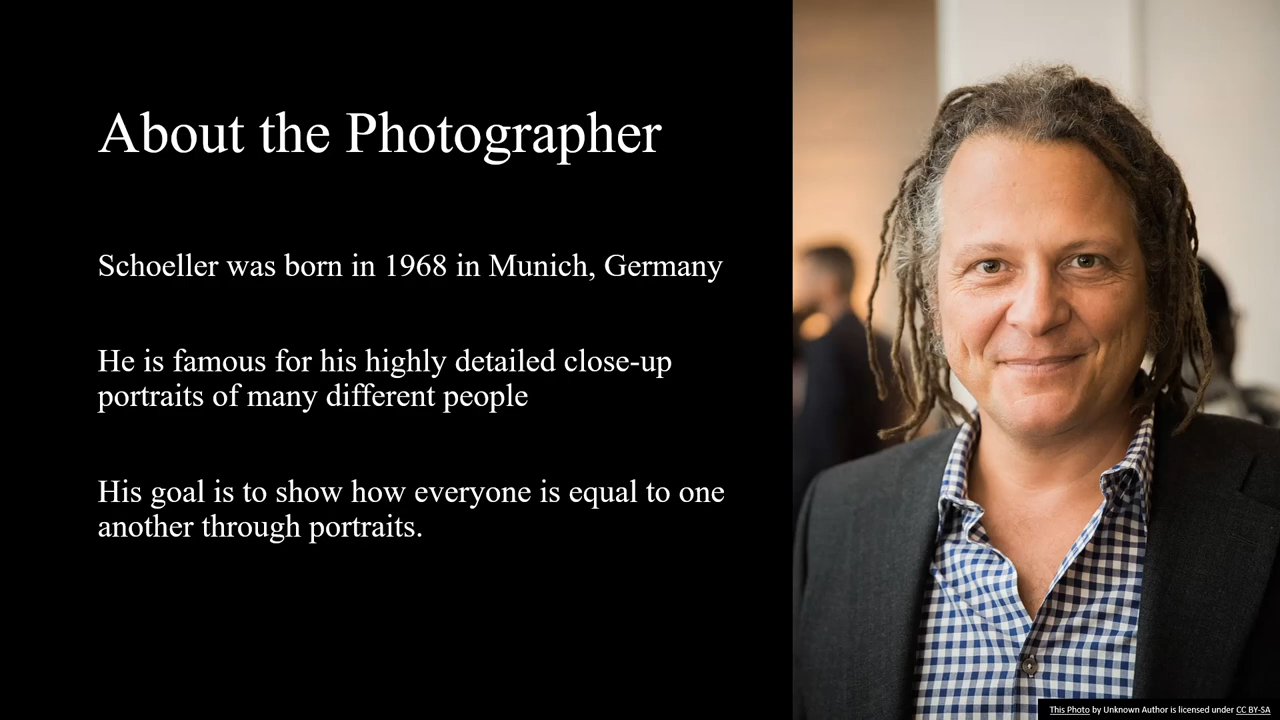 About the Photographer
Schoeller was born in 1968 in Munich, Germany
He is famous for his highly detailed close-up
portraits of many different people
His goal is to show how everyone is equal to one
another through portraits.
This Photo by Unknown Author is licensed under CC BY-SA